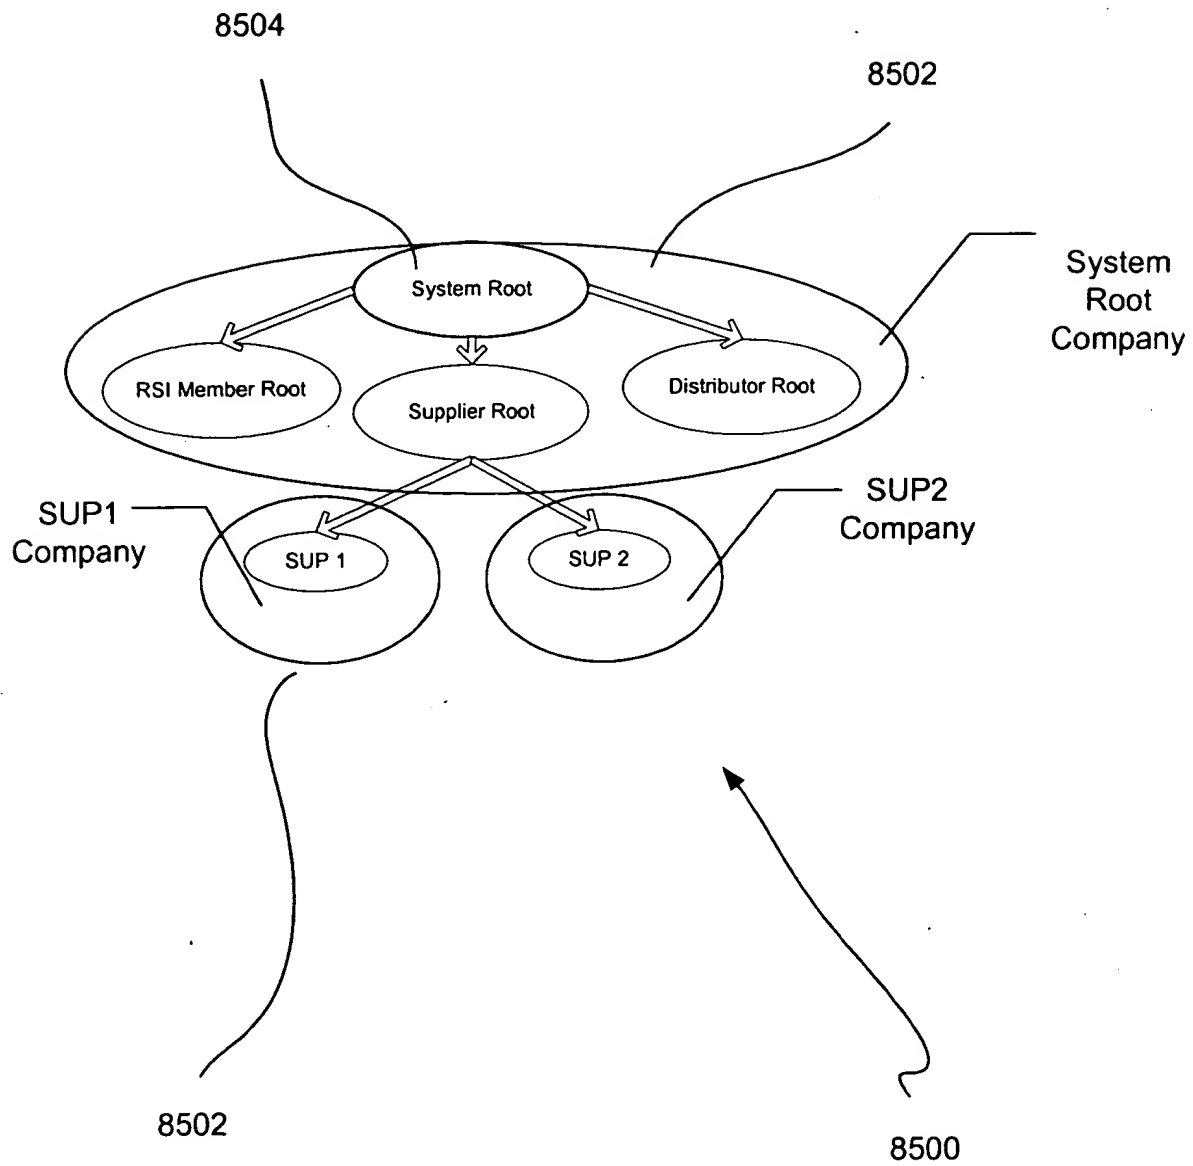 8504
8502
System
Root
Company
System Root
RSI Member Root
Supplier Root
Distributor Root
SUP1
Company
SUP2
Company
SUP 1
SUP 2
8502
8500